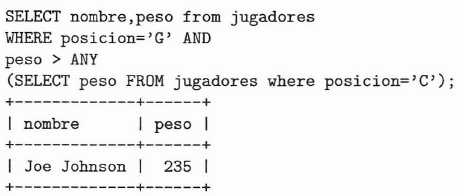 SELECT nombre,peso from jugadores
WHERE posicion='G' AND
peso > ANY
(SELECT peso FROM jugadores where posicion='C');
+-------------+------+
| nombre      | peso |
+-------------+------+
| Joe Johnson |  235 |
+-------------+------+